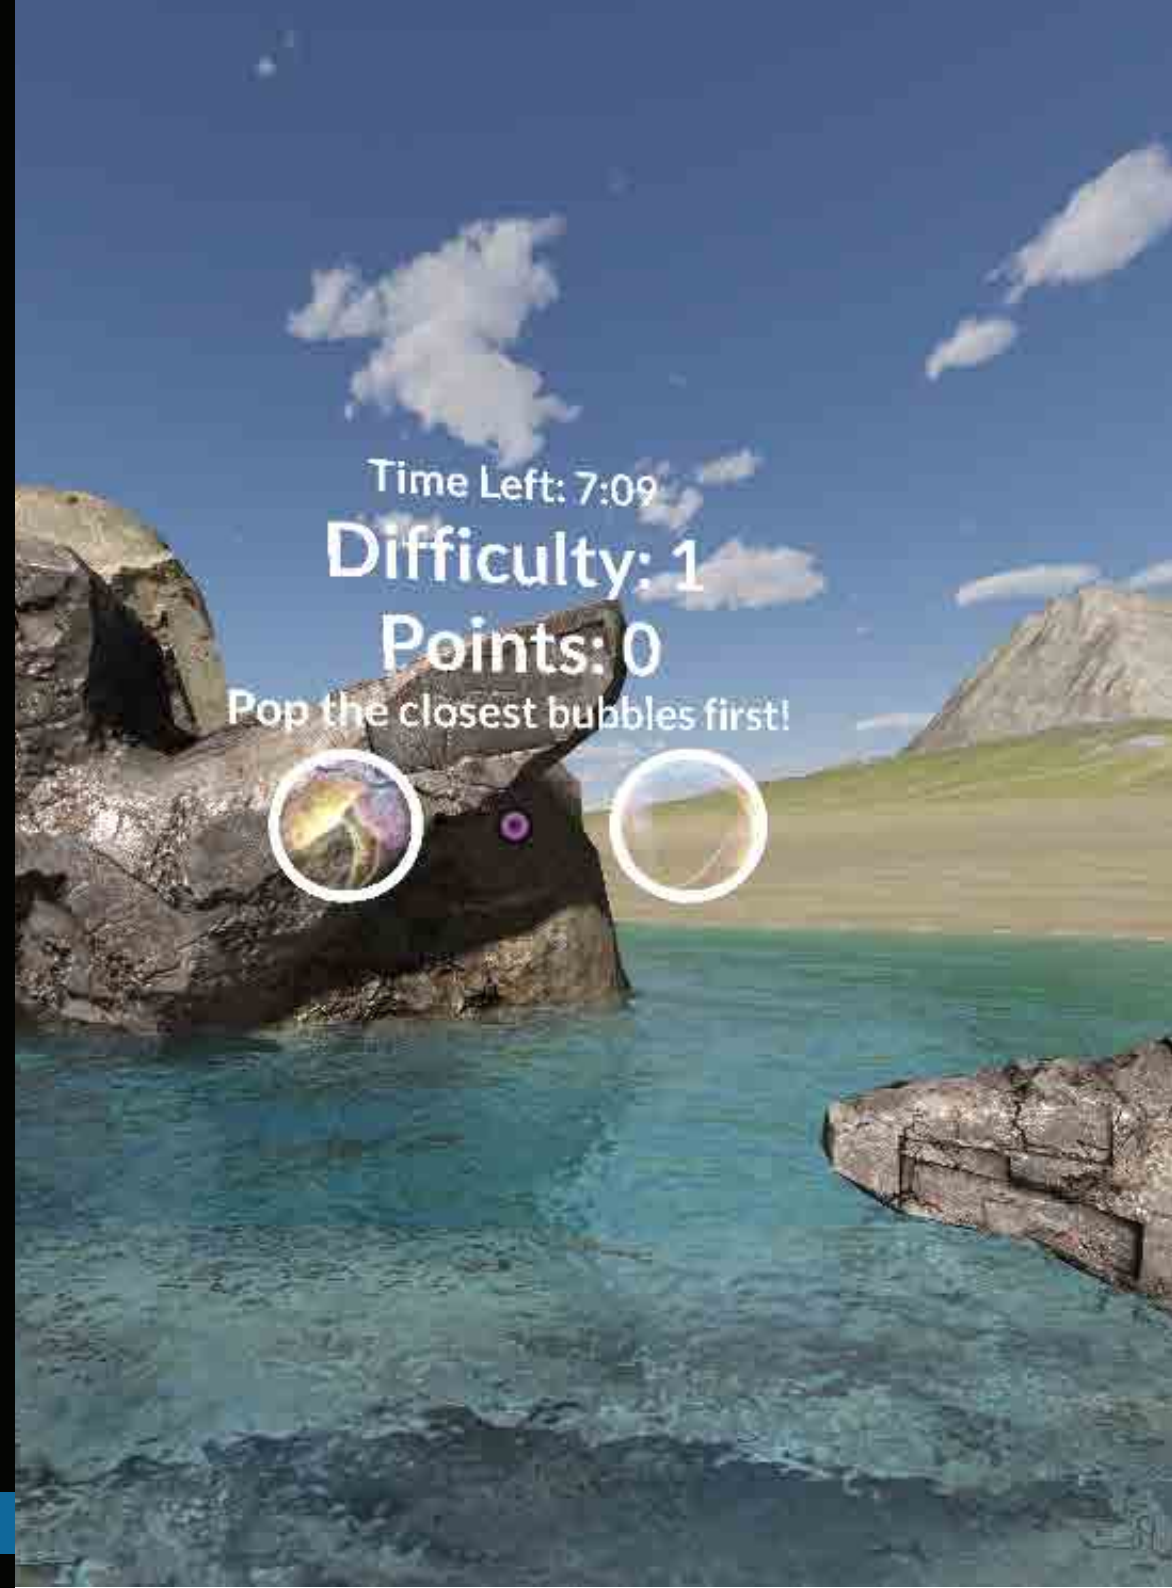 Time Left: 7:09
Difficulty: 1
Points: 0
Pop the closest bubbles first!